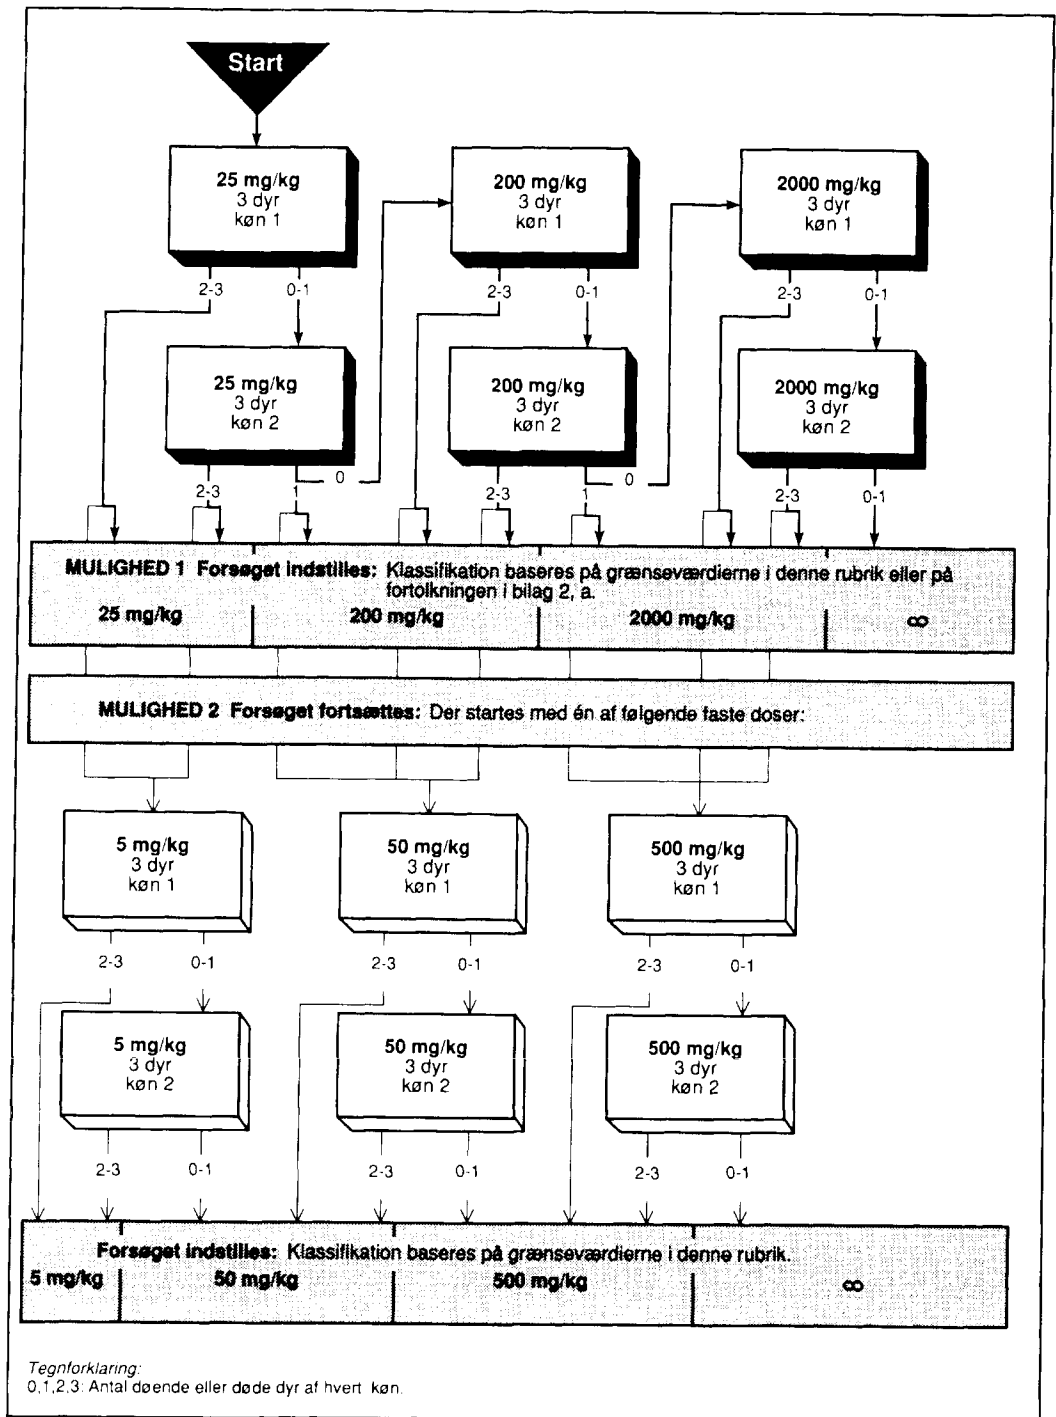 Start
25 mg/kg
3 dyr
køn 1
200 mg/kg
3 dyr
køn 1
2000 mg/kg
3 dyr
køn 1
2-3
0-1
2-3
0-1
2-3
0-1
25 mg/kg
3 dyr
køn 2
200 mg/kg
3 dyr
køn 2
2000 mg/kg
3 dyr
køn 2
2-3
1
0
2-3
1
0
2-3
0-1
MULIGHED 1 Forsøget indstilles: Klassifikation baseres på grænseværdierne i denne rubrik eller på
fortolkningen i bilag 2, a.
25 mg/kg
200 mg/kg
2000 mg/kg
∞
MULIGHED 2 Forsøget fortsættes: Der startes med én af følgende faste doser:
5 mg/kg
3 dyr
køn 1
50 mg/kg
3 dyr
køn 1
500 mg/kg
3 dyr
køn 1
2-3
0-1
2-3
0-1
2-3
0-1
5 mg/kg
3 dyr
køn 2
50 mg/kg
3 dyr
køn 2
500 mg/kg
3 dyr
køn 2
2-3
0-1
2-3
0-1
2-3
0-1
Forsøget indstilles: Klassifikation baseres på grænseværdierne i denne rubrik.
5 mg/kg
50 mg/kg
500 mg/kg
∞
Tegnforklaring:
0,1,2,3: Antal døende eller døde dyr af hvert køn.